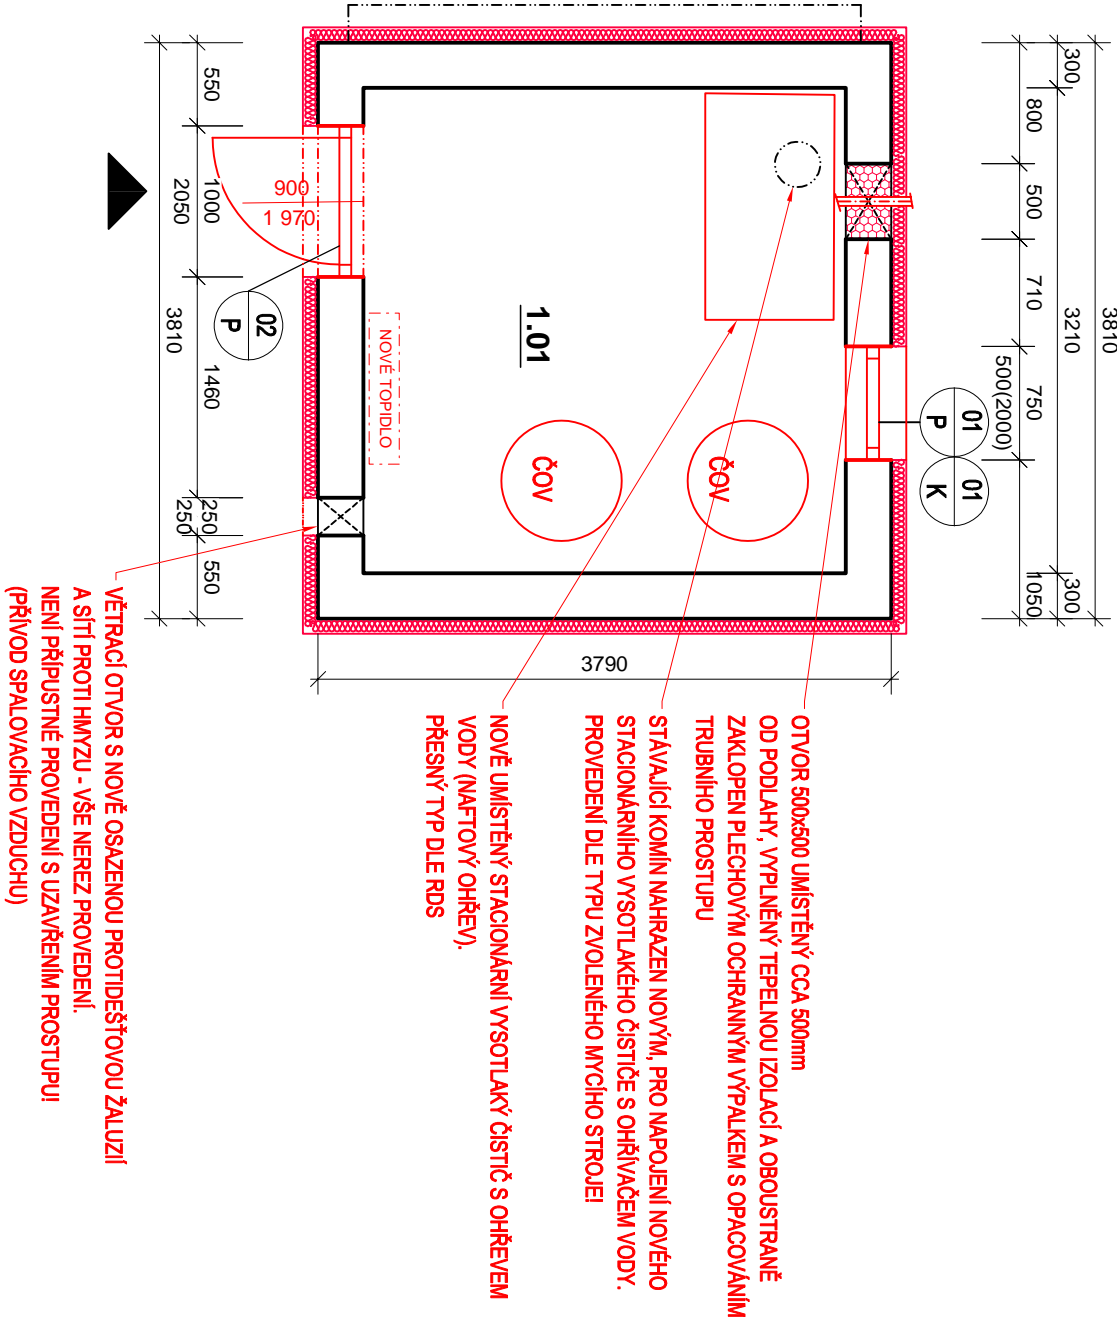 3810
300
3210
300
800
500
710
750
500(2000)
1050
01
P
01
K
1.01
ČOV
ČOV
NOVÉ TOPIDLO
900
1 970
02
P
550
1000
2050
1460
250
250
550
3810
3790
OTVOR 500x500 UMÍSTĚNÝ CCA 500mm
OD PODLAHY, VYPLNĚNÝ TEPELNOU IZOLACÍ A OBOUSTRANĚ
ZAKLOPEN PLECHOVÝM OCHRANNÝM VÝPALKEM S OPACOVÁNÍM
TRUBNÍHO PROSTUPU
STÁVAJÍCÍ KOMÍN NAHRAZEN NOVÝM, PRO NAPOJENÍ NOVÉHO
STACIONÁRNÍHO VYSOTLAKÉHO ČISTIČE S OHŘÍVAČEM VODY.
PROVEDENÍ DLE TYPU ZVOLENÉHO MYCÍHO STROJE!
NOVĚ UMÍSTĚNÝ STACIONÁRNÍ VYSOTLAKÝ ČISTIČ S OHŘEVEM
VODY (NAFTOVÝ OHŘEV).
PŘESNÝ TYP DLE RDS
VĚTRACÍ OTVOR S NOVĚ OSAZENOU PROTIDEŠŤOVOU ŽALUZIÍ
A SÍTÍ PROTI HMYZU - VŠE NEREZ PROVEDENÍ.
NENÍ PŘÍPUSTNÉ PROVEDENÍ S UZAVŘENÍM PROSTUPU!
(PŘÍVOD SPALOVACÍHO VZDUCHU)